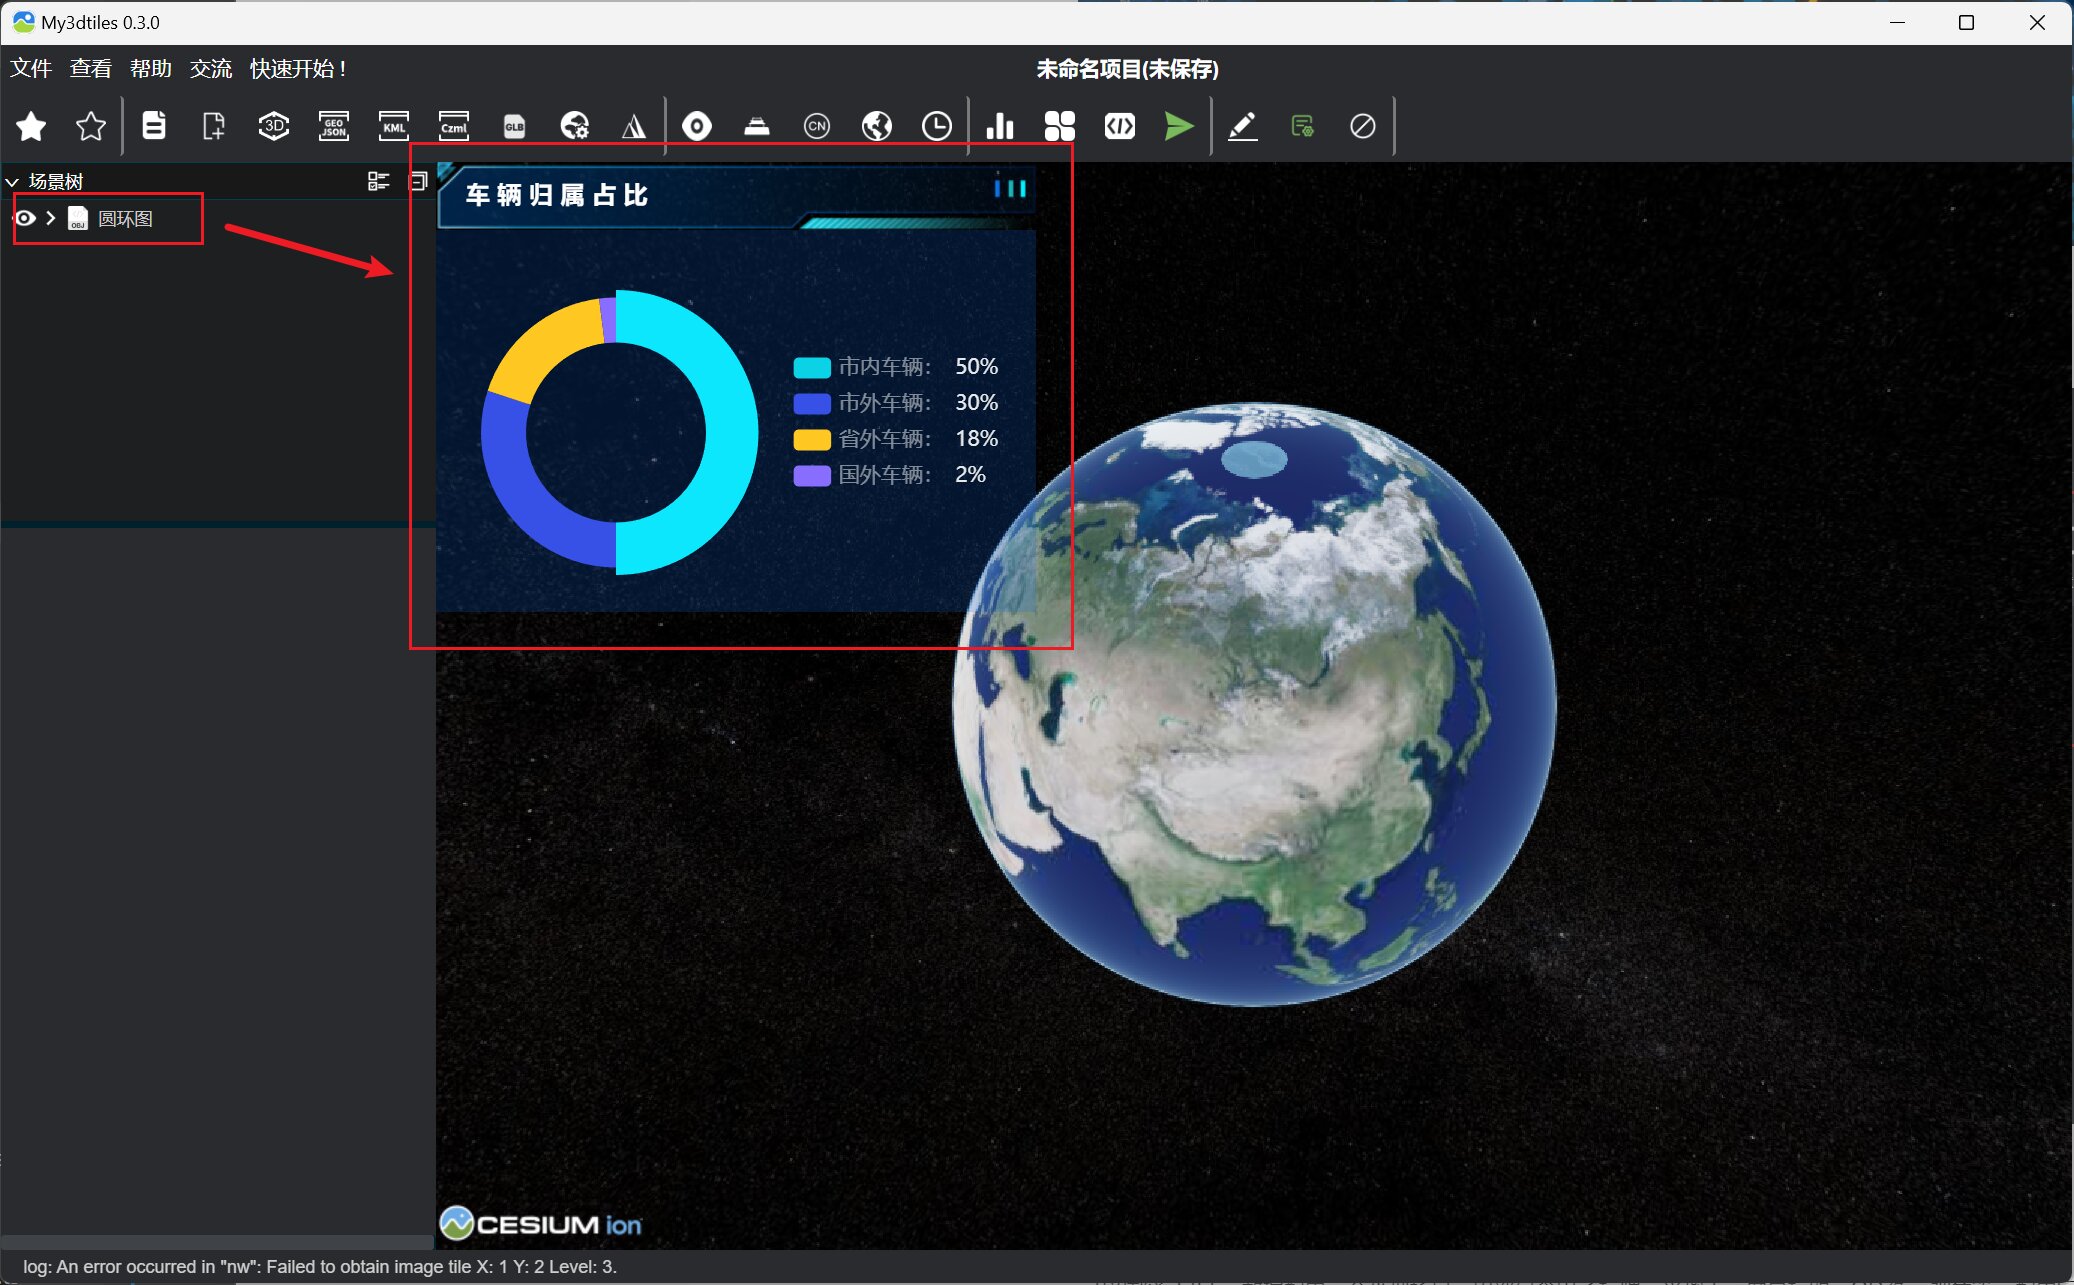 My3dtiles 0.3.0
文件 查看 帮助 交流 快速开始！ 未命名项目(未保存)
3D GEO JSON KML Czml GLB CN
场景树
OBJ 圆环图
车辆归属占比
市内车辆： 50%
市外车辆： 30%
省外车辆： 18%
国外车辆： 2%
CESIUM ion
log: An error occurred in "nw": Failed to obtain image tile X: 1 Y: 2 Level: 3.